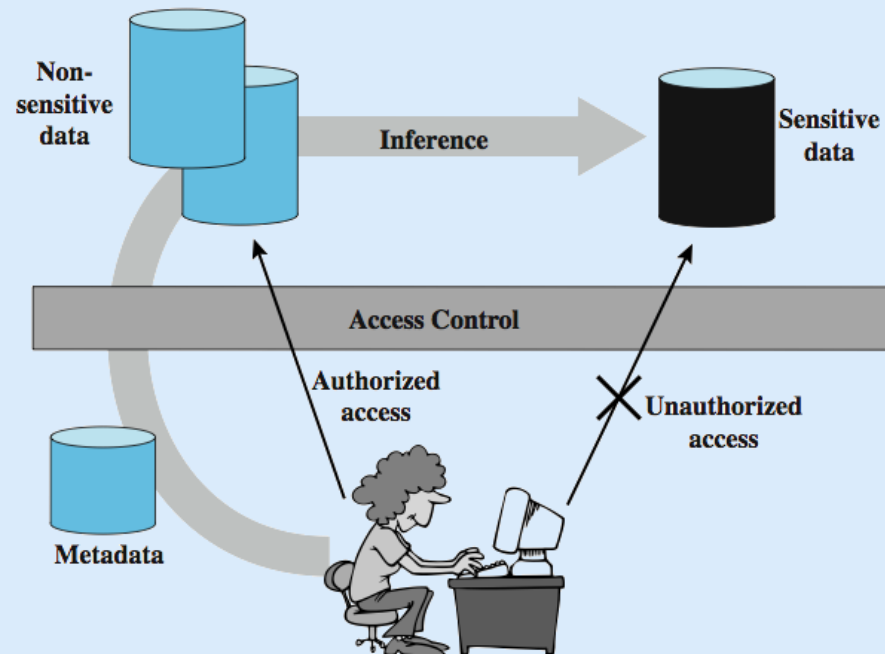 Non-
sensitive
data
Inference
Sensitive
data
Access Control
Authorized
access
Unauthorized
access
Metadata